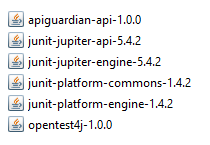 apiguardian-api-1.0.0
junit-jupiter-api-5.4.2
junit-jupiter-engine-5.4.2
junit-platform-commons-1.4.2
junit-platform-engine-1.4.2
opentest4j-1.0.0